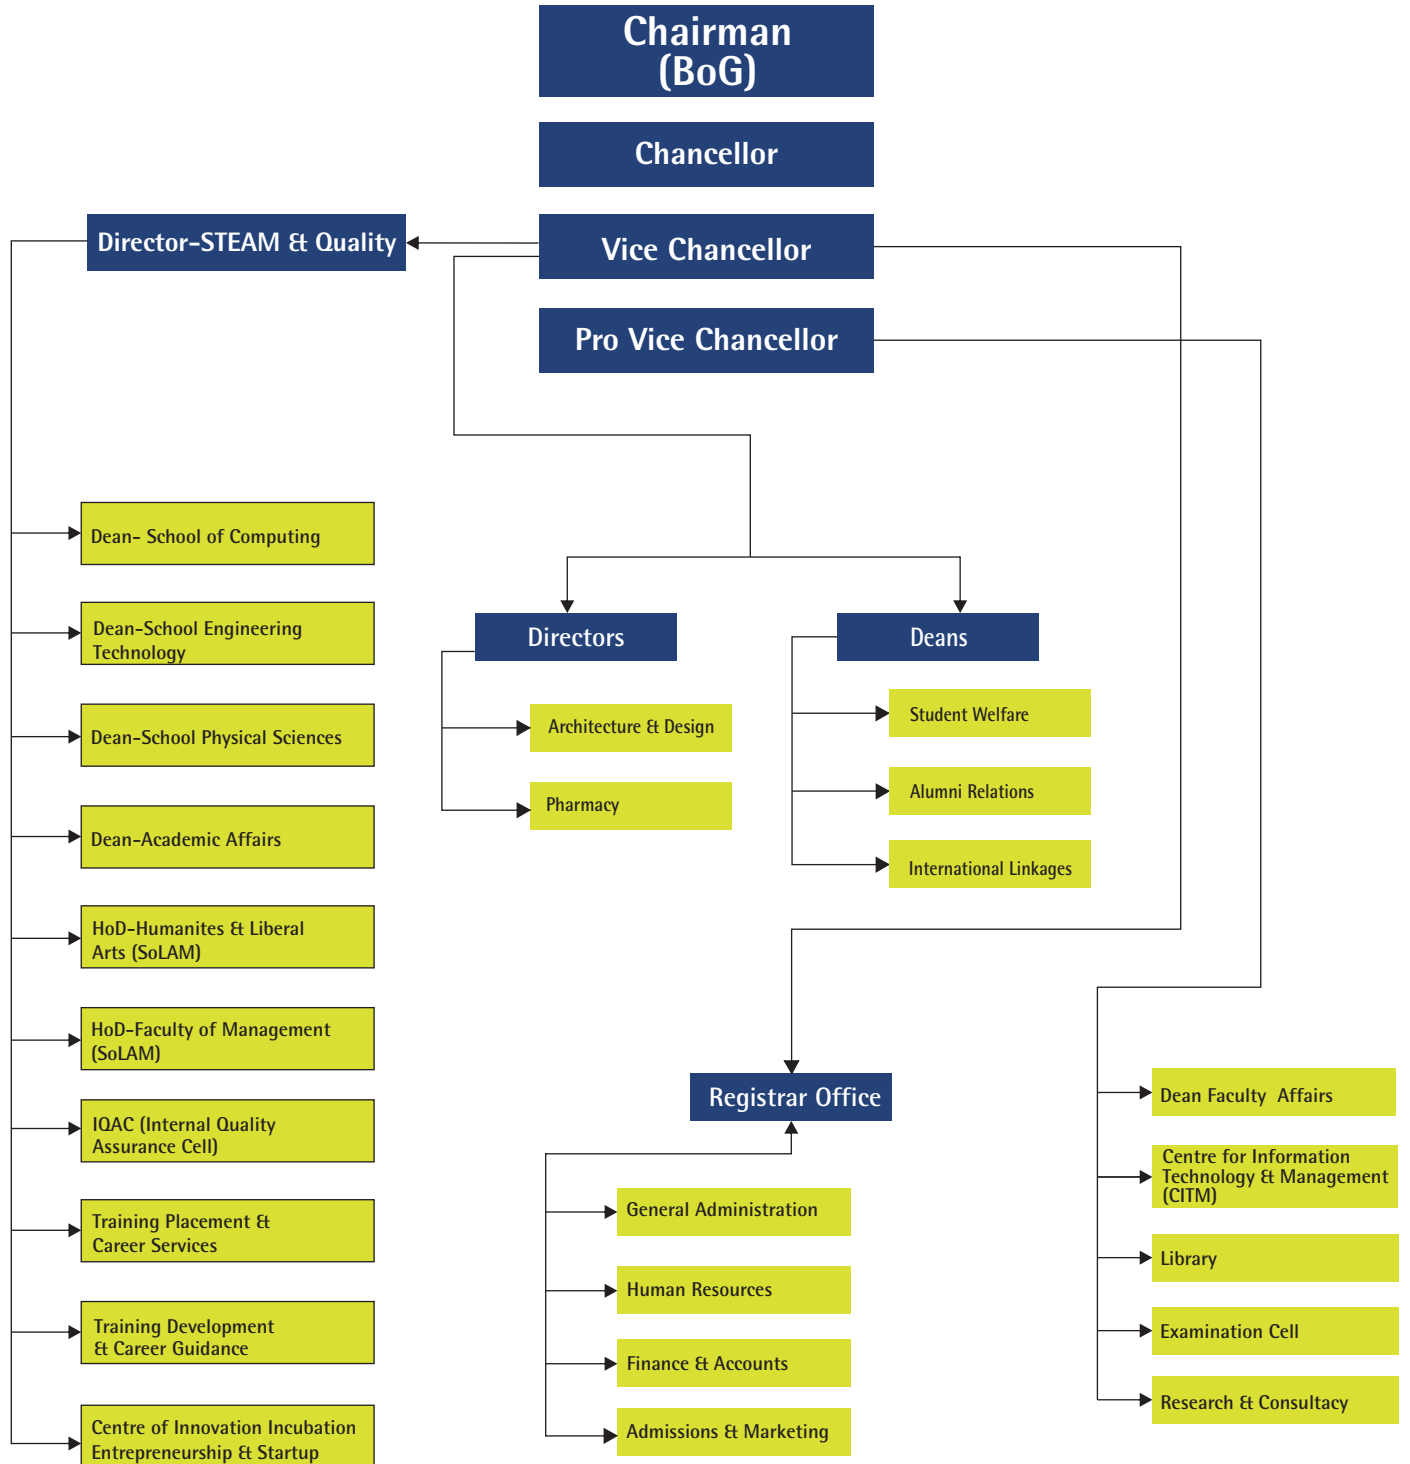 Chairman
(BoG)
Chancellor
Director-STEAM & Quality
Vice Chancellor
Pro Vice Chancellor
Dean- School of Computing
Dean-School Engineering
Technology
Dean-School Physical Sciences
Dean-Academic Affairs
HoD-Humanites & Liberal
Arts (SoLAM)
HoD-Faculty of Management
(SoLAM)
IQAC (Internal Quality
Assurance Cell)
Training Placement &
Career Services
Training Development
& Career Guidance
Centre of Innovation Incubation
Entrepreneurship & Startup
Directors
Architecture & Design
Pharmacy
Deans
Student Welfare
Alumni Relations
International Linkages
Registrar Office
General Administration
Human Resources
Finance & Accounts
Admissions & Marketing
Dean Faculty Affairs
Centre for Information
Technology & Management
(CITM)
Library
Examination Cell
Research & Consultacy